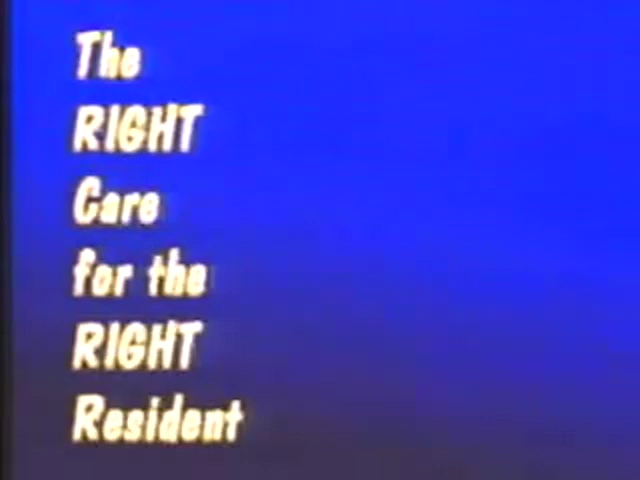 The
RIGHT
Care
for the
RIGHT
Resident